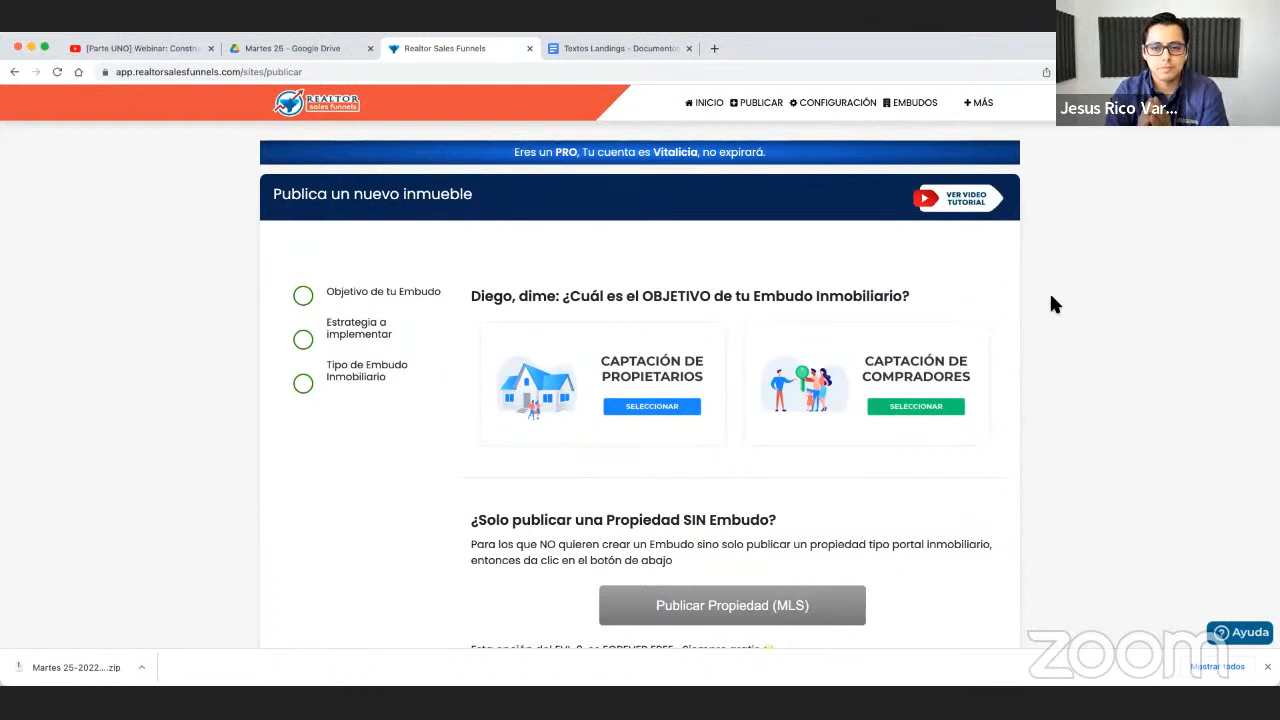 [Parte UNO] Webinar: Constru
Martes 25 - Google Drive
Realtor Sales Funnels
Textos Landings - Documentos
app.realtorsalesfunnels.com/sites/publicar
Jesus Rico Var...
REALTOR
sales funnels
INICIO
PUBLICAR
CONFIGURACIÓN
EMBUDOS
+ MÁS
Eres un PRO, Tu cuenta es Vitalicia, no expirará.
Publica un nuevo inmueble
VER VIDEO
TUTORIAL
Objetivo de tu Embudo
Estrategia a
implementar
Tipo de Embudo
Inmobiliario
Diego, dime: ¿Cuál es el OBJETIVO de tu Embudo Inmobiliario?
CAPTACIÓN DE
PROPIETARIOS
SELECCIONAR
CAPTACIÓN DE
COMPRADORES
SELECCIONAR
¿Solo publicar una Propiedad SIN Embudo?
Para los que NO quieren crear un Embudo sino solo publicar un propiedad tipo portal inmobiliario,
entonces da clic en el botón de abajo
Publicar Propiedad (MLS)
Ayuda
zoom
Martes 25-2022....zip
Mostrar todos